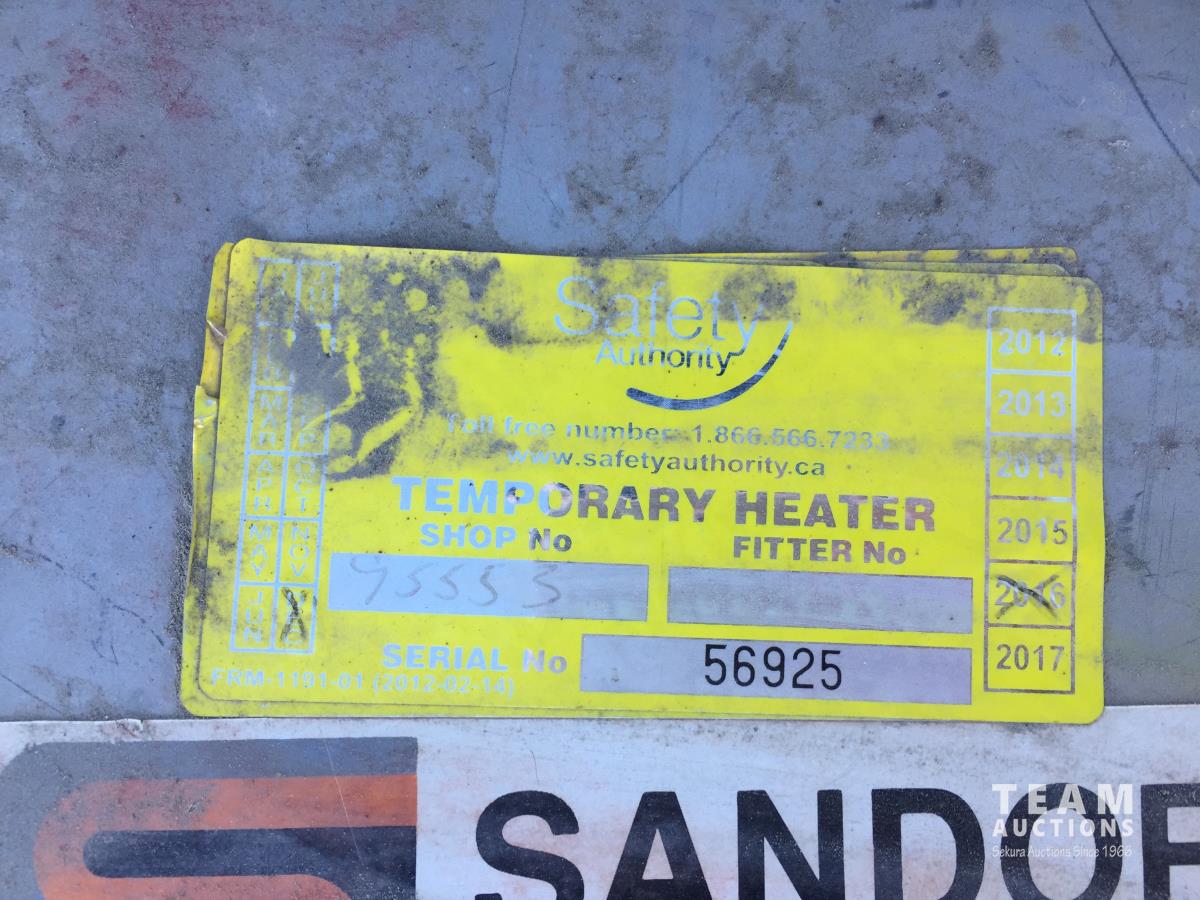 Safety
Authority
Toll free number: 1.866.566.7233
www.safetyauthority.ca
TEMPORARY HEATER
SHOP No
FITTER No
95555
SERIAL No
56925
FRM-1191-01 (2012-02-14)
MAR
APR
OCT
MAY
NOV
JUN
2012
2013
2014
2015
2016
2017
SANDO
TEAM
AUCTIONS
Sekura Auctions Since 1966